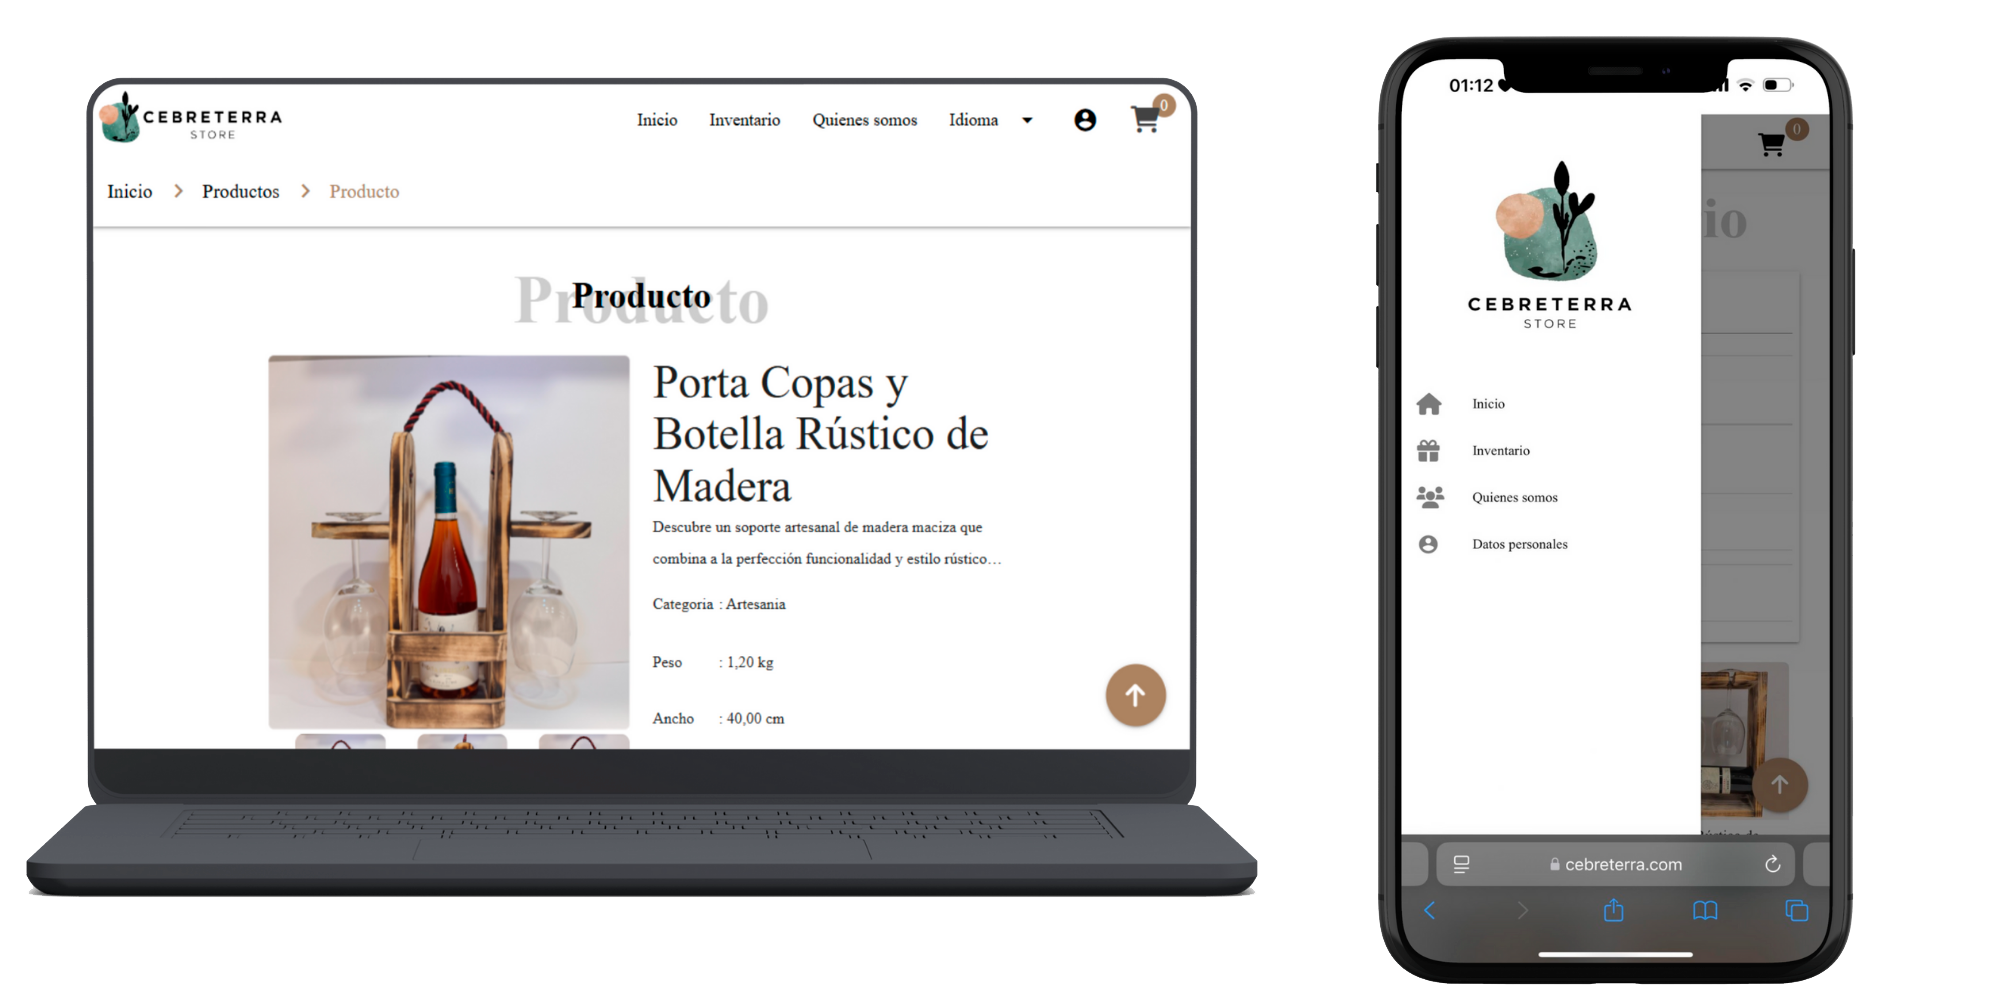 CEBRETERRA
STORE
Inicio
Inventario
Quienes somos
Idioma
0
Inicio > Productos > Producto
Producto
Producto
Porta Copas y
Botella Rústico de
Madera
Descubre un soporte artesanal de madera maciza que
combina a la perfección funcionalidad y estilo rústico...
Categoria : Artesania
Peso : 1,20 kg
Ancho : 40,00 cm
01:12
0
io
CEBRETERRA
STORE
Inicio
Inventario
Quienes somos
Datos personales
cebreterra.com